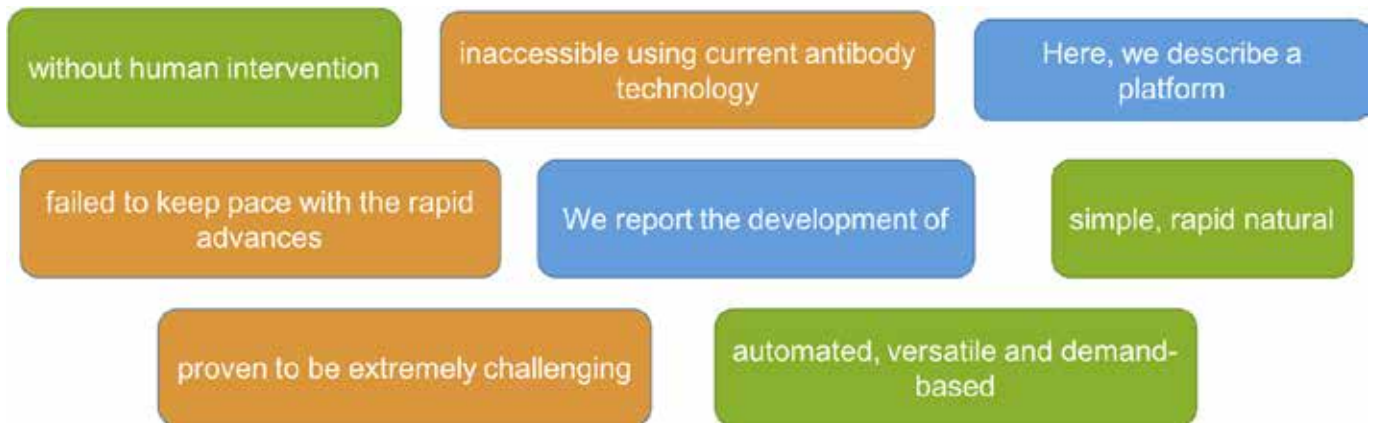 without human intervention
inaccessible using current antibody
technology
Here, we describe a
platform
failed to keep pace with the rapid
advances
We report the development of
simple, rapid natural
proven to be extremely challenging
automated, versatile and demand-
based